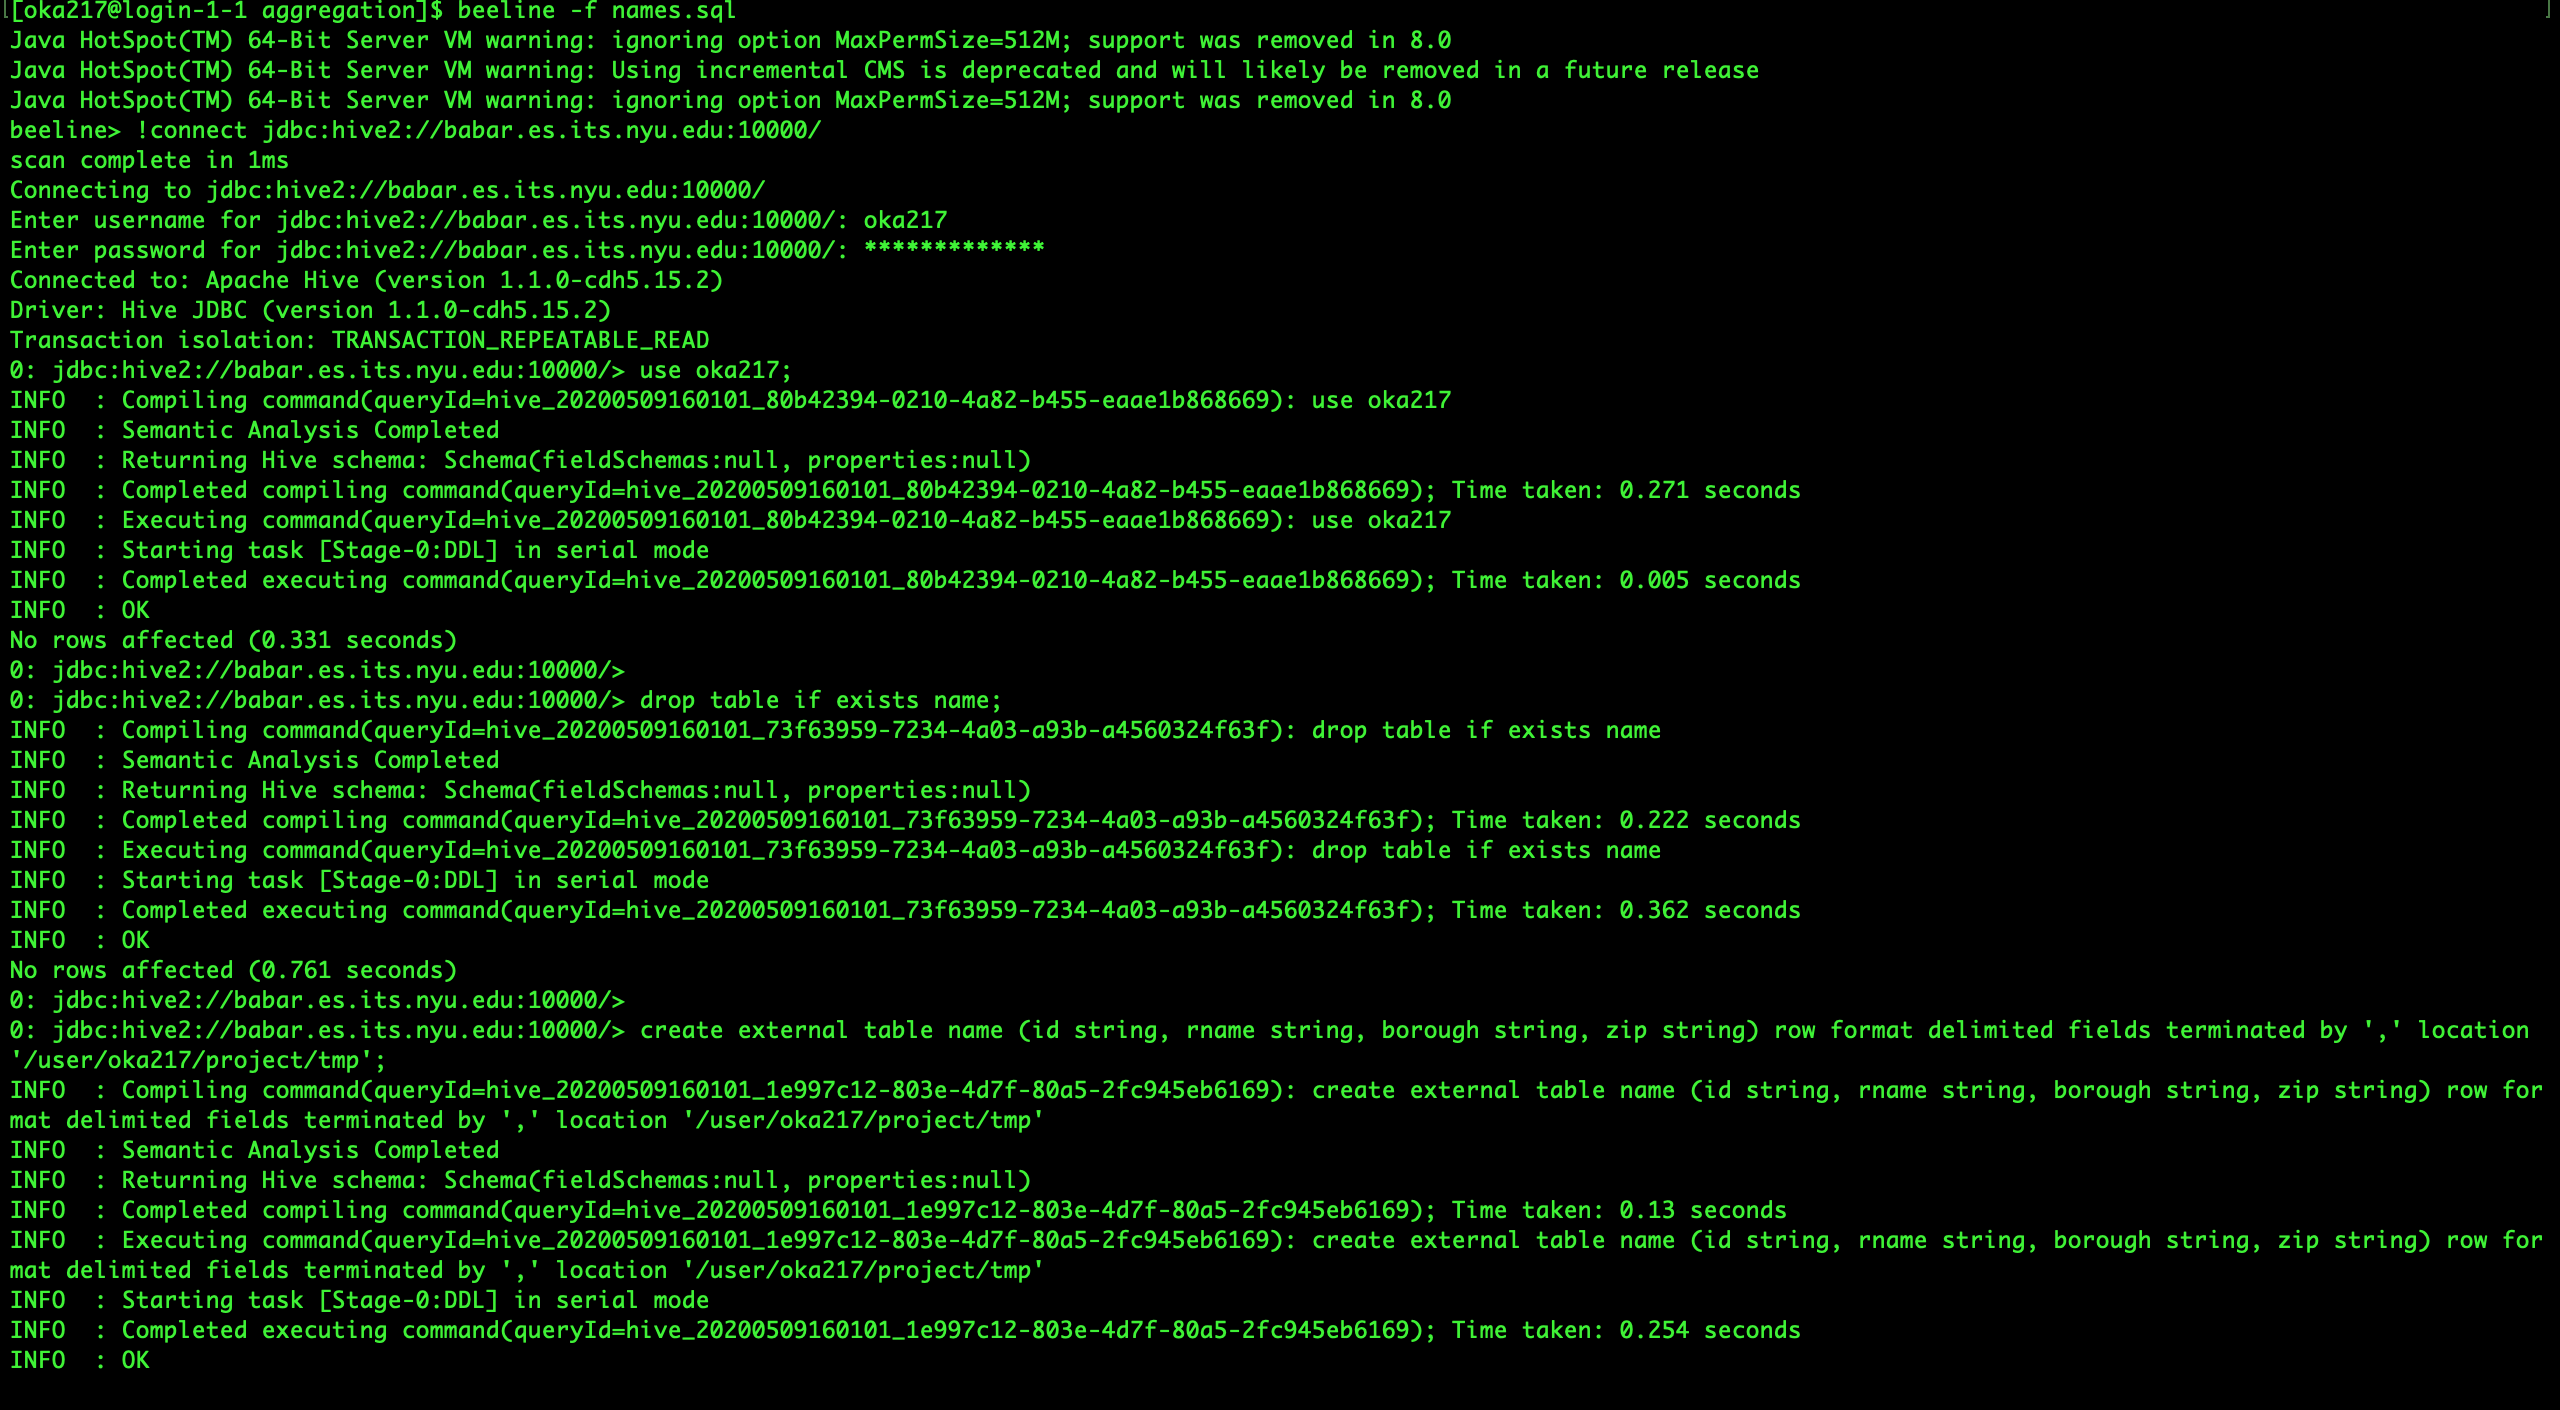 [oka217@login-1-1 aggregation]$ beeline -f names.sql
Java HotSpot(TM) 64-Bit Server VM warning: ignoring option MaxPermSize=512M; support was removed in 8.0
Java HotSpot(TM) 64-Bit Server VM warning: Using incremental CMS is deprecated and will likely be removed in a future release
Java HotSpot(TM) 64-Bit Server VM warning: ignoring option MaxPermSize=512M; support was removed in 8.0
beeline> !connect jdbc:hive2://babar.es.its.nyu.edu:10000/
scan complete in 1ms
Connecting to jdbc:hive2://babar.es.its.nyu.edu:10000/
Enter username for jdbc:hive2://babar.es.its.nyu.edu:10000/: oka217
Enter password for jdbc:hive2://babar.es.its.nyu.edu:10000/: *************
Connected to: Apache Hive (version 1.1.0-cdh5.15.2)
Driver: Hive JDBC (version 1.1.0-cdh5.15.2)
Transaction isolation: TRANSACTION_REPEATABLE_READ
0: jdbc:hive2://babar.es.its.nyu.edu:10000/> use oka217;
INFO  : Compiling command(queryId=hive_20200509160101_80b42394-0210-4a82-b455-eaae1b868669): use oka217
INFO  : Semantic Analysis Completed
INFO  : Returning Hive schema: Schema(fieldSchemas:null, properties:null)
INFO  : Completed compiling command(queryId=hive_20200509160101_80b42394-0210-4a82-b455-eaae1b868669); Time taken: 0.271 seconds
INFO  : Executing command(queryId=hive_20200509160101_80b42394-0210-4a82-b455-eaae1b868669): use oka217
INFO  : Starting task [Stage-0:DDL] in serial mode
INFO  : Completed executing command(queryId=hive_20200509160101_80b42394-0210-4a82-b455-eaae1b868669); Time taken: 0.005 seconds
INFO  : OK
No rows affected (0.331 seconds)
0: jdbc:hive2://babar.es.its.nyu.edu:10000/>
0: jdbc:hive2://babar.es.its.nyu.edu:10000/> drop table if exists name;
INFO  : Compiling command(queryId=hive_20200509160101_73f63959-7234-4a03-a93b-a4560324f63f): drop table if exists name
INFO  : Semantic Analysis Completed
INFO  : Returning Hive schema: Schema(fieldSchemas:null, properties:null)
INFO  : Completed compiling command(queryId=hive_20200509160101_73f63959-7234-4a03-a93b-a4560324f63f); Time taken: 0.222 seconds
INFO  : Executing command(queryId=hive_20200509160101_73f63959-7234-4a03-a93b-a4560324f63f): drop table if exists name
INFO  : Starting task [Stage-0:DDL] in serial mode
INFO  : Completed executing command(queryId=hive_20200509160101_73f63959-7234-4a03-a93b-a4560324f63f); Time taken: 0.362 seconds
INFO  : OK
No rows affected (0.761 seconds)
0: jdbc:hive2://babar.es.its.nyu.edu:10000/>
0: jdbc:hive2://babar.es.its.nyu.edu:10000/> create external table name (id string, rname string, borough string, zip string) row format delimited fields terminated by ',' location
'/user/oka217/project/tmp';
INFO  : Compiling command(queryId=hive_20200509160101_1e997c12-803e-4d7f-80a5-2fc945eb6169): create external table name (id string, rname string, borough string, zip string) row for
mat delimited fields terminated by ',' location '/user/oka217/project/tmp'
INFO  : Semantic Analysis Completed
INFO  : Returning Hive schema: Schema(fieldSchemas:null, properties:null)
INFO  : Completed compiling command(queryId=hive_20200509160101_1e997c12-803e-4d7f-80a5-2fc945eb6169); Time taken: 0.13 seconds
INFO  : Executing command(queryId=hive_20200509160101_1e997c12-803e-4d7f-80a5-2fc945eb6169): create external table name (id string, rname string, borough string, zip string) row for
mat delimited fields terminated by ',' location '/user/oka217/project/tmp'
INFO  : Starting task [Stage-0:DDL] in serial mode
INFO  : Completed executing command(queryId=hive_20200509160101_1e997c12-803e-4d7f-80a5-2fc945eb6169); Time taken: 0.254 seconds
INFO  : OK